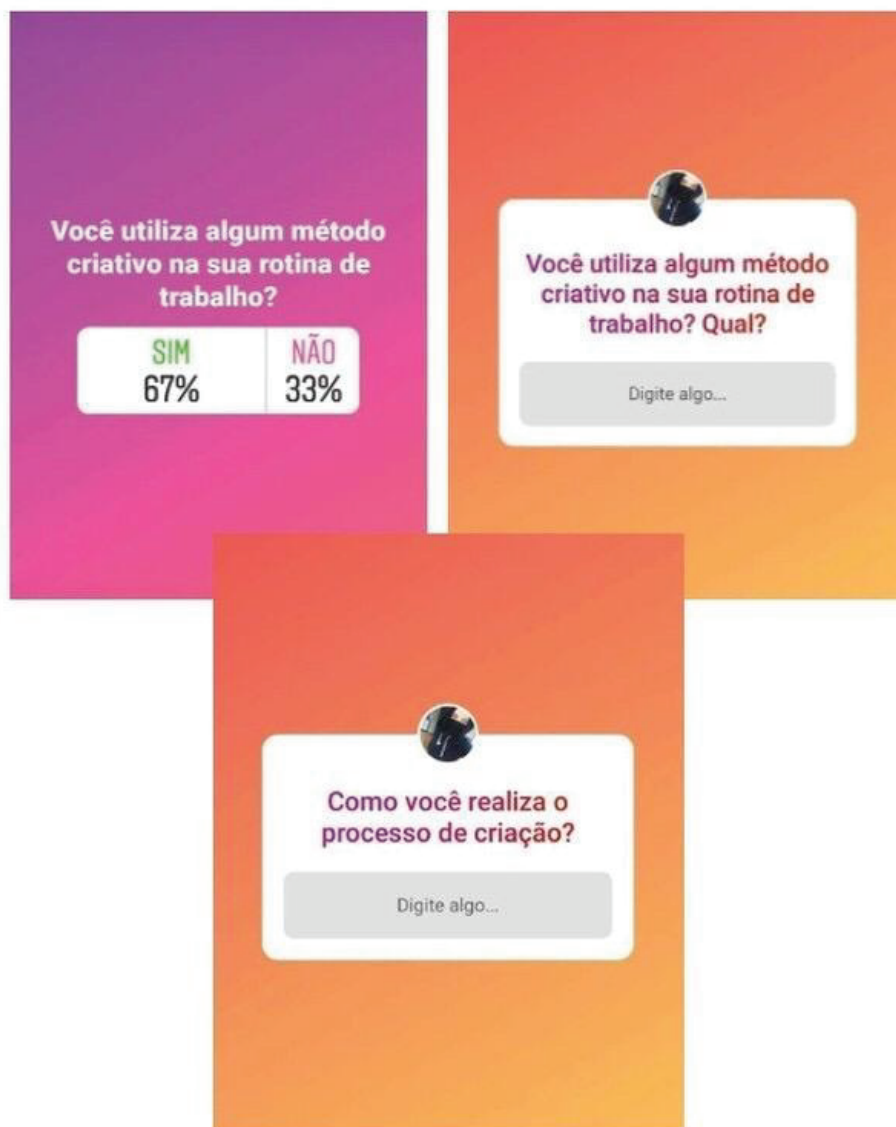 Você utiliza algum método
criativo na sua rotina de
trabalho?
SIM
67%
NÃO
33%
Você utiliza algum método
criativo na sua rotina de
trabalho? Qual?
Digite algo...
Como você realiza o
processo de criação?
Digite algo...